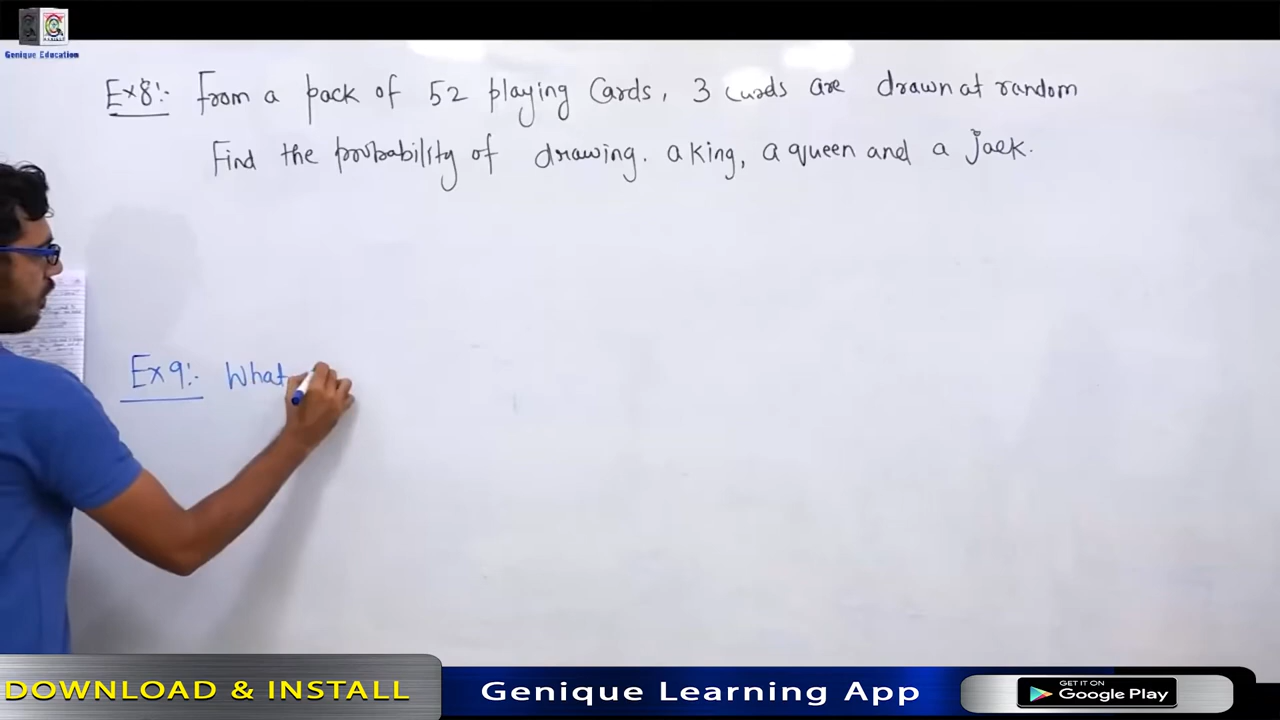 Genique Education
Ex8:- From a pack of 52 playing Cards, 3 cards are drawn at random
Find the probability of drawing. a king, a queen and a jack.
Ex9:- What
DOWNLOAD & INSTALL
Genique Learning App
GET IT ON
Google Play